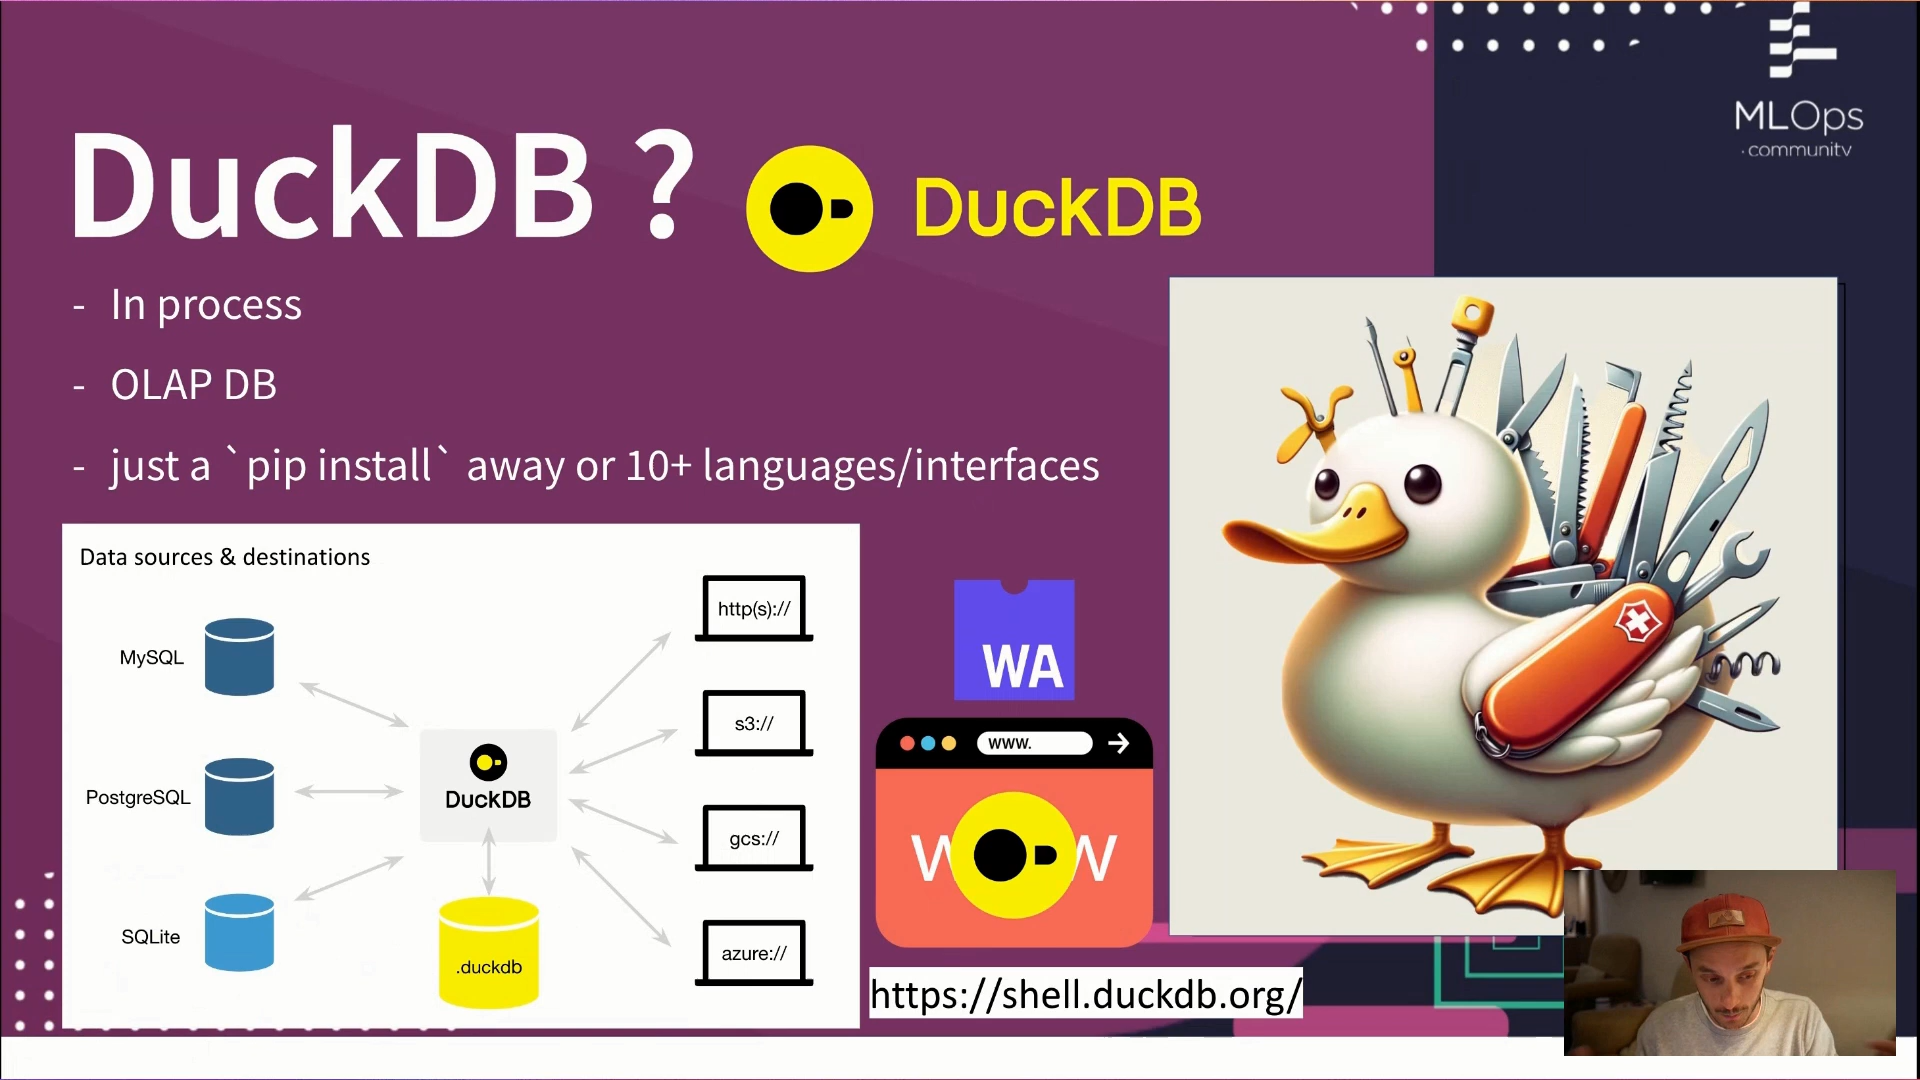 MLOps
community
DuckDB ?
DuckDB
- In process
- OLAP DB
- just a `pip install` away or 10+ languages/interfaces
Data sources & destinations
MySQL
PostgreSQL
SQLite
DuckDB
.duckdb
http(s)://
s3://
gcs://
azure://
WA
www.
W W
https://shell.duckdb.org/